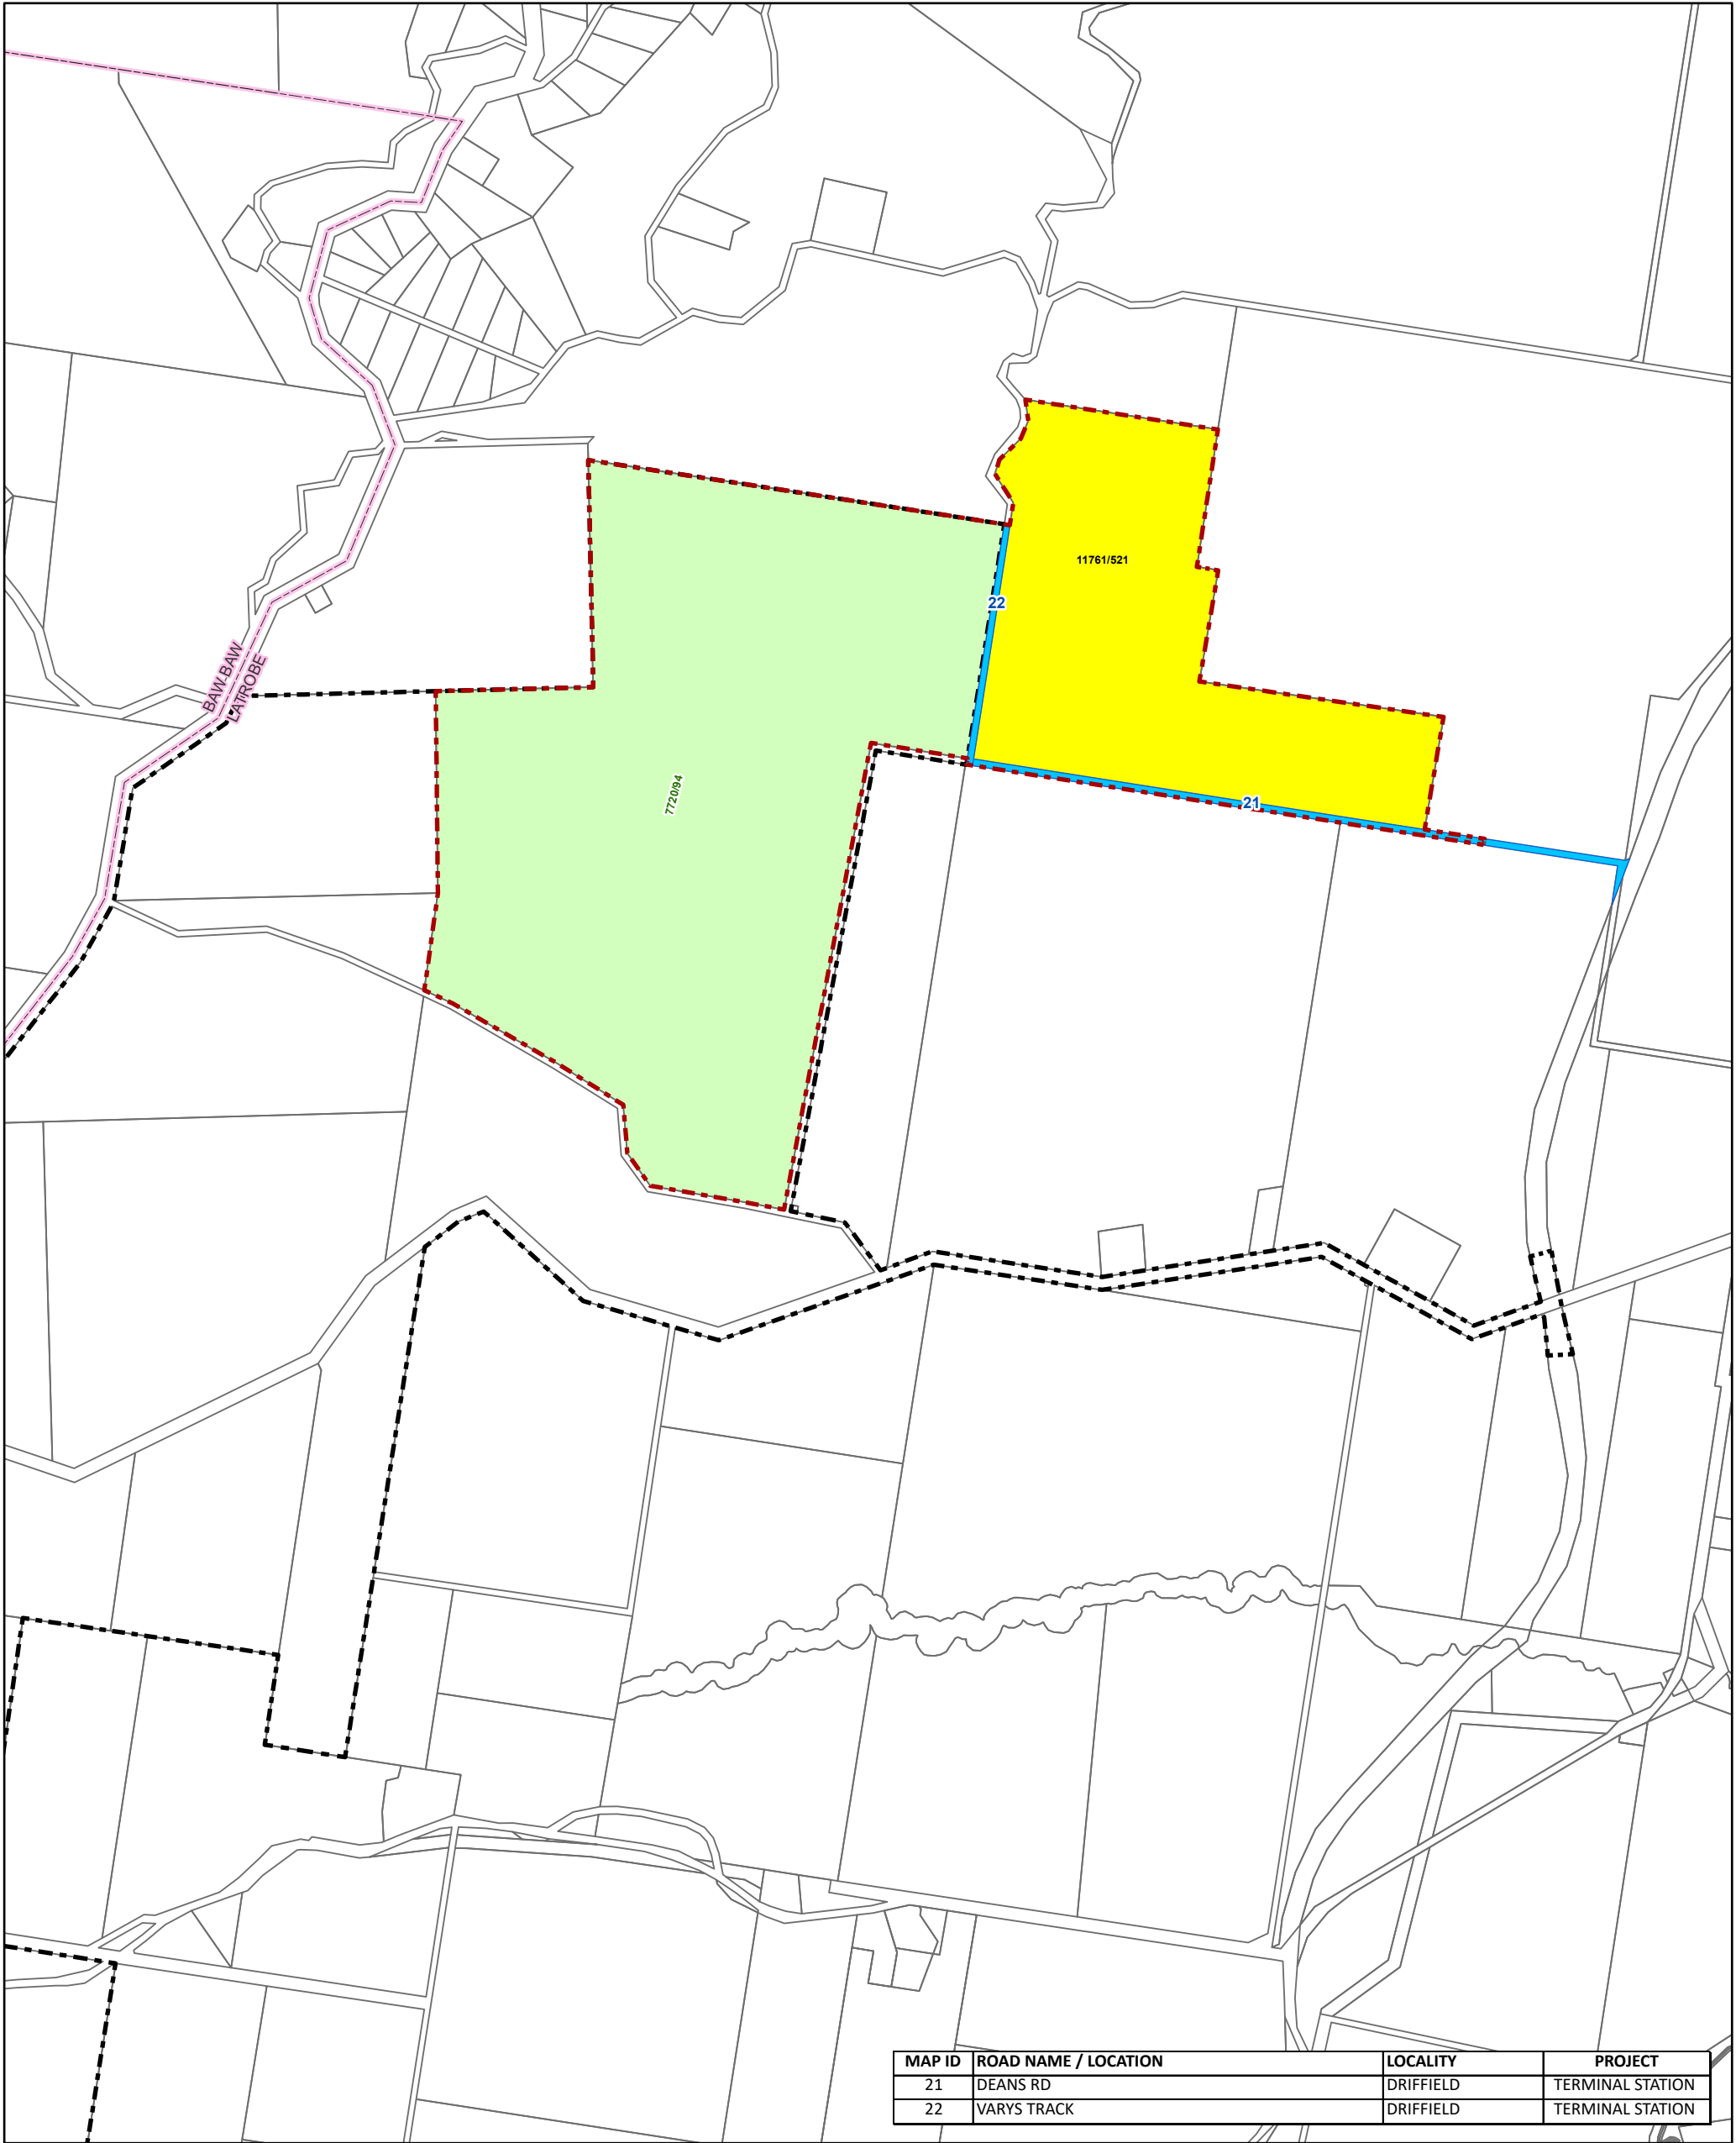 11761/521
22
BAW BAW
LATROBE
7720/94
21
MAP ID ROAD NAME / LOCATION LOCALITY PROJECT
21 DEANS RD DRIFFIELD TERMINAL STATION
22 VARYS TRACK DRIFFIELD TERMINAL STATION